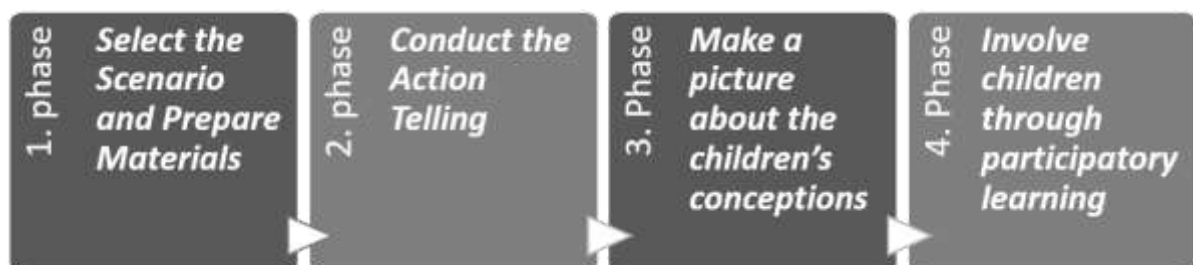 1. phase
Select the
Scenario
and Prepare
Materials
2. phase
Conduct the
Action
Telling
3. Phase
Make a
picture
about the
children's
conceptions
4. Phase
Involve
children
through
participatory
learning